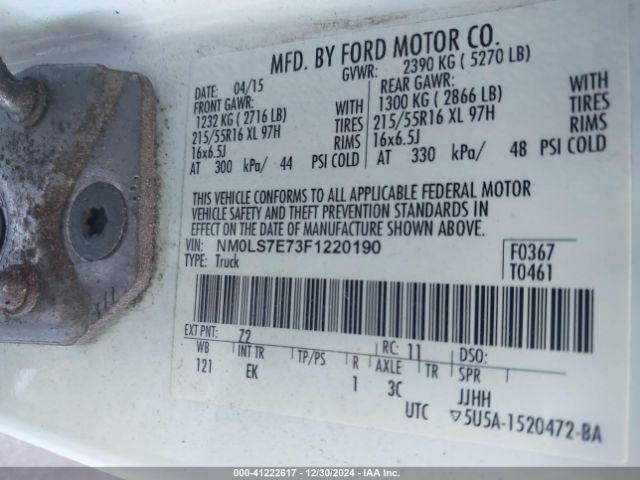 MFD. BY FORD MOTOR CO.
DATE: 04/15 GVWR: 2390 KG ( 5270 LB)
FRONT GAWR: REAR GAWR:
1232 KG ( 2716 LB) WITH 1300 KG ( 2866 LB) WITH
215/55R16 XL 97H TIRES 215/55R16 XL 97H TIRES
16x6.5J RIMS 16x6.5J RIMS
AT 300 kPa/ 44 PSI COLD AT 330 kPa/ 48 PSI COLD
THIS VEHICLE CONFORMS TO ALL APPLICABLE FEDERAL MOTOR
VEHICLE SAFETY AND THEFT PREVENTION STANDARDS IN
EFFECT ON THE DATE OF MANUFACTURE SHOWN ABOVE.
VIN: NM0LS7E73F1220190 F0367
TYPE: Truck T0461
EXT PNT: Z2 RC: 11 DSO:
WB INT TR TP/PS R AXLE TR SPR
121 EK 1 3C JJHH
UTC ▽5U5A-1520472-BA
000-41222617 - 12/30/2024 - IAA Inc.